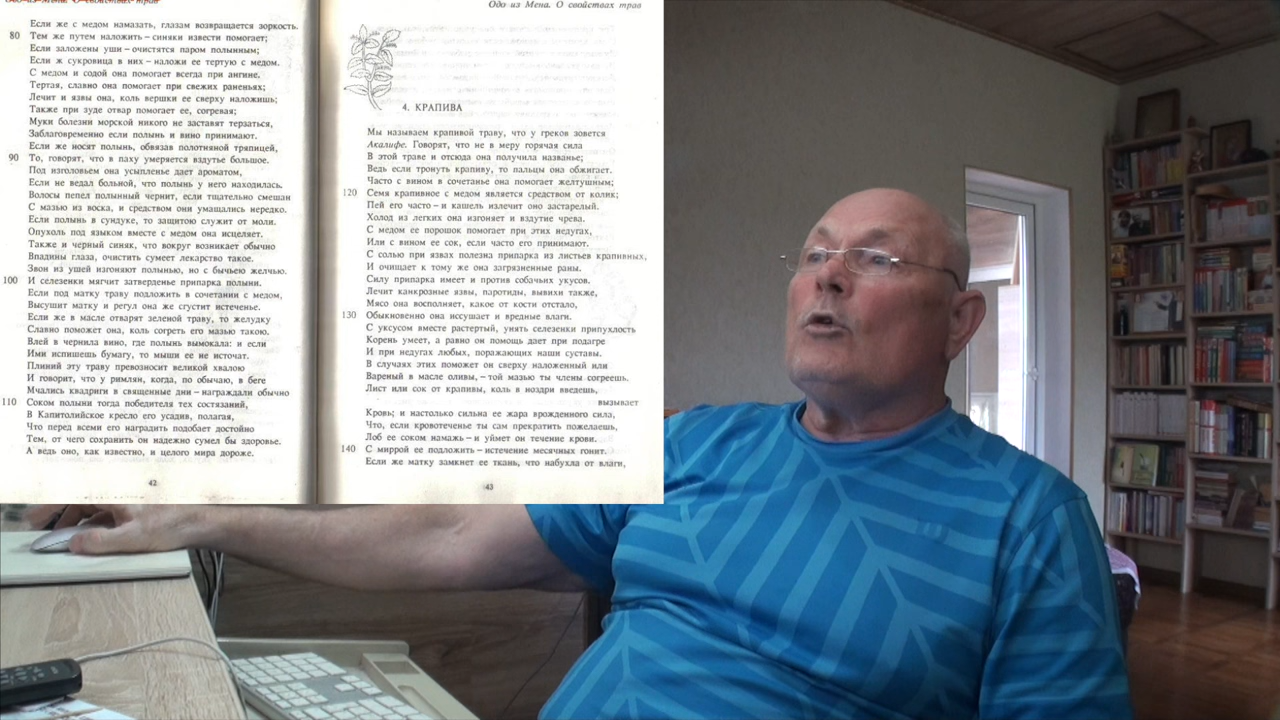 Одо из Мена. О свойствах трав
Если же с медом намазать, глазам возвращается зоркость.
80 Тем же путем наложить – синяки извести помогает;
Если заложены уши – очистятся паром полынным;
Если ж сукровица в них – наложи ее тертую с медом.
С медом и содой она помогает всегда при ангине.
Тертая, славно она помогает при свежих раненьях;
Лечит и язвы она, коль вершки ее сверху наложишь;
Также при зуде отвар помогает ее, согревая;
Муки болезни морской никого не заставят терзаться,
Заблаговременно если полынь и вино принимают.
Если же носят полынь, обвязав полотняной тряпицей,
90 То, говорят, что в паху умеряется вздутье большое.
Под изголовьем она усыпленье дает ароматом,
Если не ведал больной, что полынь у него находилась.
Волосы пепел полынный чернит, если тщательно смешан
С мазью из воска, и средством они умащались нередко.
Если полынь в сундуке, то защитою служит от моли.
Опухоль под языком вместе с медом она исцеляет.
Также и черный синяк, что вокруг возникает обычно
Впадины глаза, очистить сумеет лекарство такое.
Звон из ушей изгоняют полынью, но с бычьею желчью.
100 И селезенки мягчит затверденье припарка полыни.
Если под матку траву подложить в сочетании с медом,
Высушит матку и регул она же сгустит истеченье.
Если же в масле отварят зеленой траву, то желудку
Славно поможет она, коль согреть его мазью такою.
Влей в чернила вино, где полынь вымокала: и если
Ими испишешь бумагу, то мыши ее не источат.
Плиний эту траву превозносит великой хвалою
И говорит, что у римлян, когда, по обычаю, в беге
Мчались квадриги в священные дни – награждали обычно
110 Соком полыни тогда победителя тех состязаний,
В Капитолийское кресло его усадив, полагая,
Что перед всеми его наградить подобает достойно
Тем, от чего сохранить он надежно сумел бы здоровье.
А ведь оно, как известно, и целого мира дороже.
42
Одо из Мена. О свойствах трав
4. КРАПИВА
Мы называем крапивой траву, что у греков зовется
Акалифе. Говорят, что не в меру горячая сила
В этой траве и отсюда она получила названье;
Ведь если тронуть крапиву, то пальцы она обжигает.
Часто с вином в сочетанье она помогает желтушным;
120 Семя крапивное с медом является средством от колик;
Пей его часто – и кашель излечит оно застарелый.
Холод из легких она изгоняет и вздутие чрева.
С медом ее порошок помогает при этих недугах,
Или с вином ее сок, если часто его принимают.
С солью при язвах полезна припарка из листьев крапивных,
И очищает к тому же она загрязненные раны.
Силу припарка имеет и против собачьих укусов.
Лечит канкрозные язвы, паротиды, вывихи также,
Мясо она восполняет, какое от кости отстало,
130 Обыкновенно она иссушает и вредные влаги.
С уксусом вместе растертый, унять селезенки припухлость
Корень умеет, а равно он помощь дает при подагре
И при недугах любых, поражающих наши суставы.
В случаях этих поможет он сверху наложенный или
Вареный в масле оливы, – той мазью ты члены согреешь.
Лист или сок от крапивы, коль в ноздри введешь,
вызывает
Кровь; и настолько сильна ее жара врожденного сила,
Что, если кровотеченье ты сам прекратить пожелаешь,
Лоб ее соком намажь – и уймет он течение крови.
140 С миррой ее подложить – истечение месячных гонит.
Если же матку замкнет ее ткань, что набухла от влаги,
43